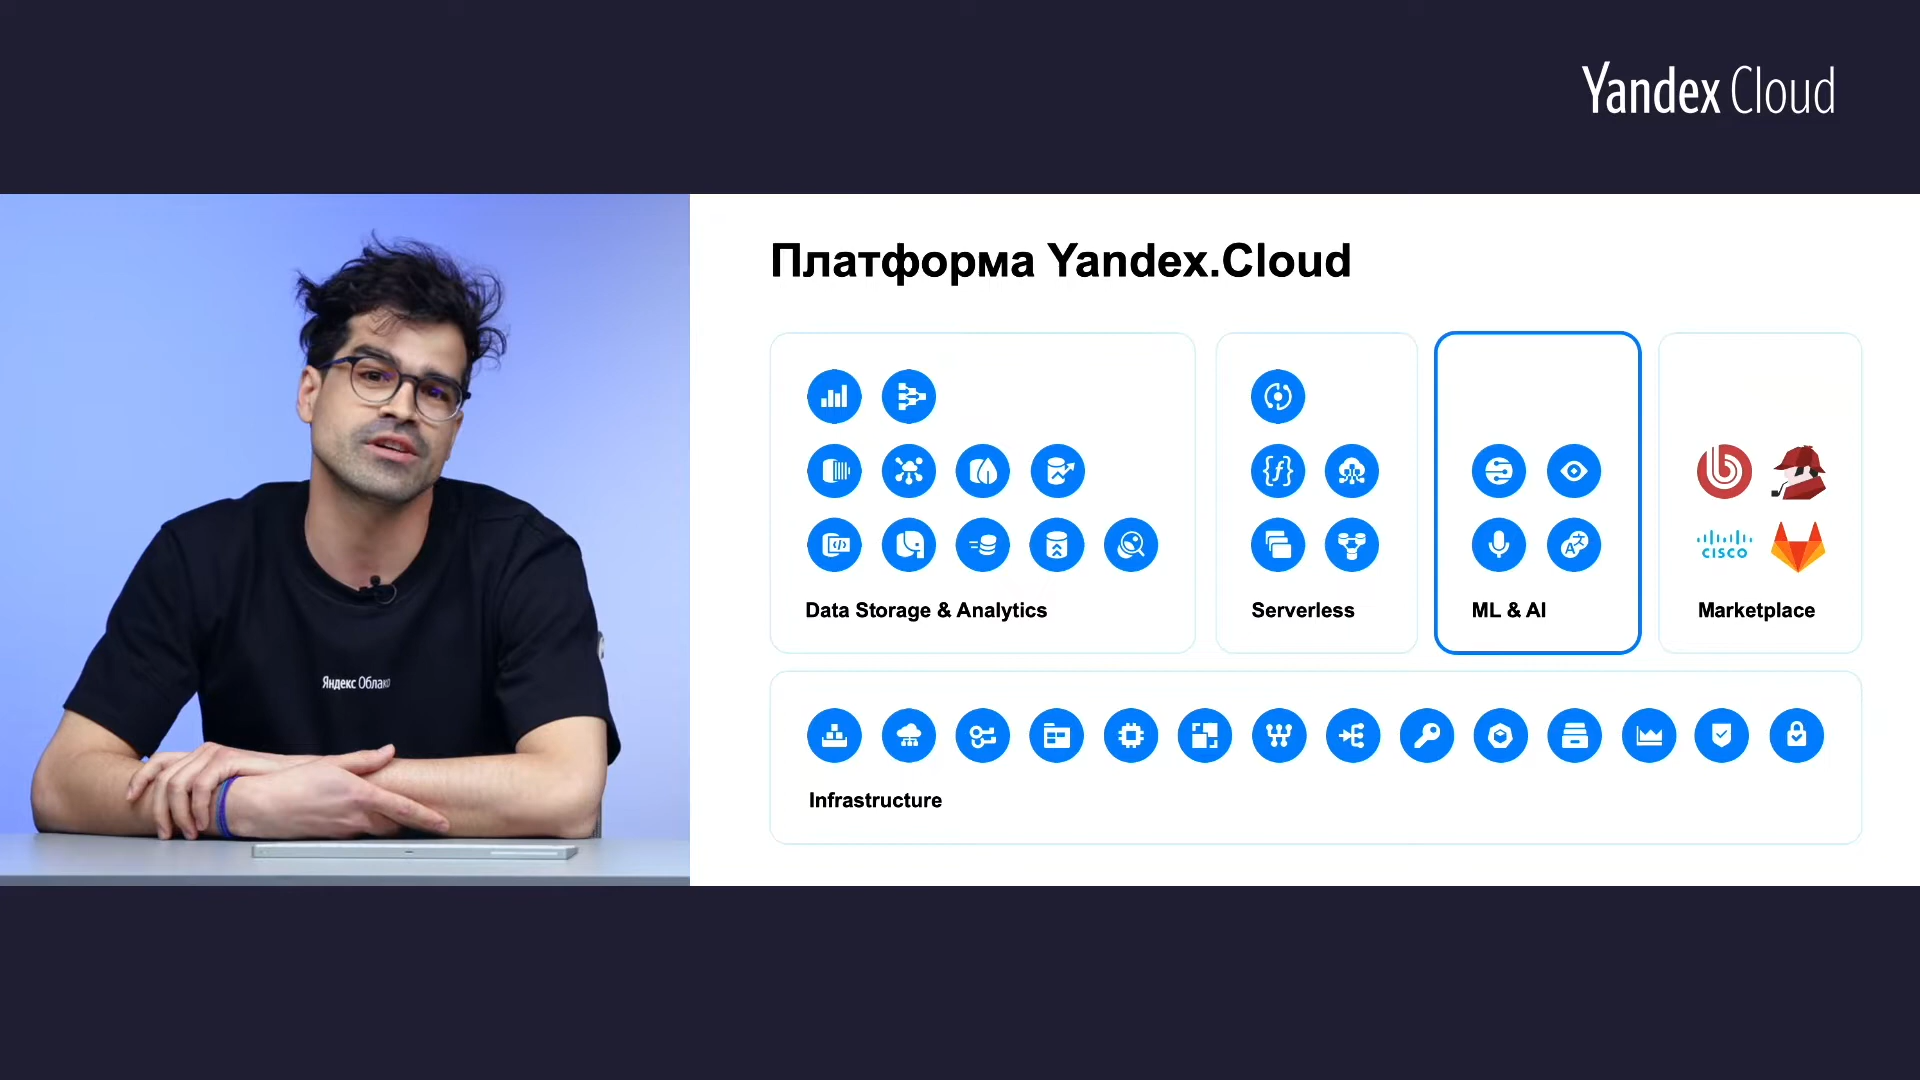 Yandex Cloud
Платформа Yandex.Cloud
Data Storage & Analytics
Serverless
ML & AI
CISCO
Marketplace
Infrastructure
Яндекс Облако